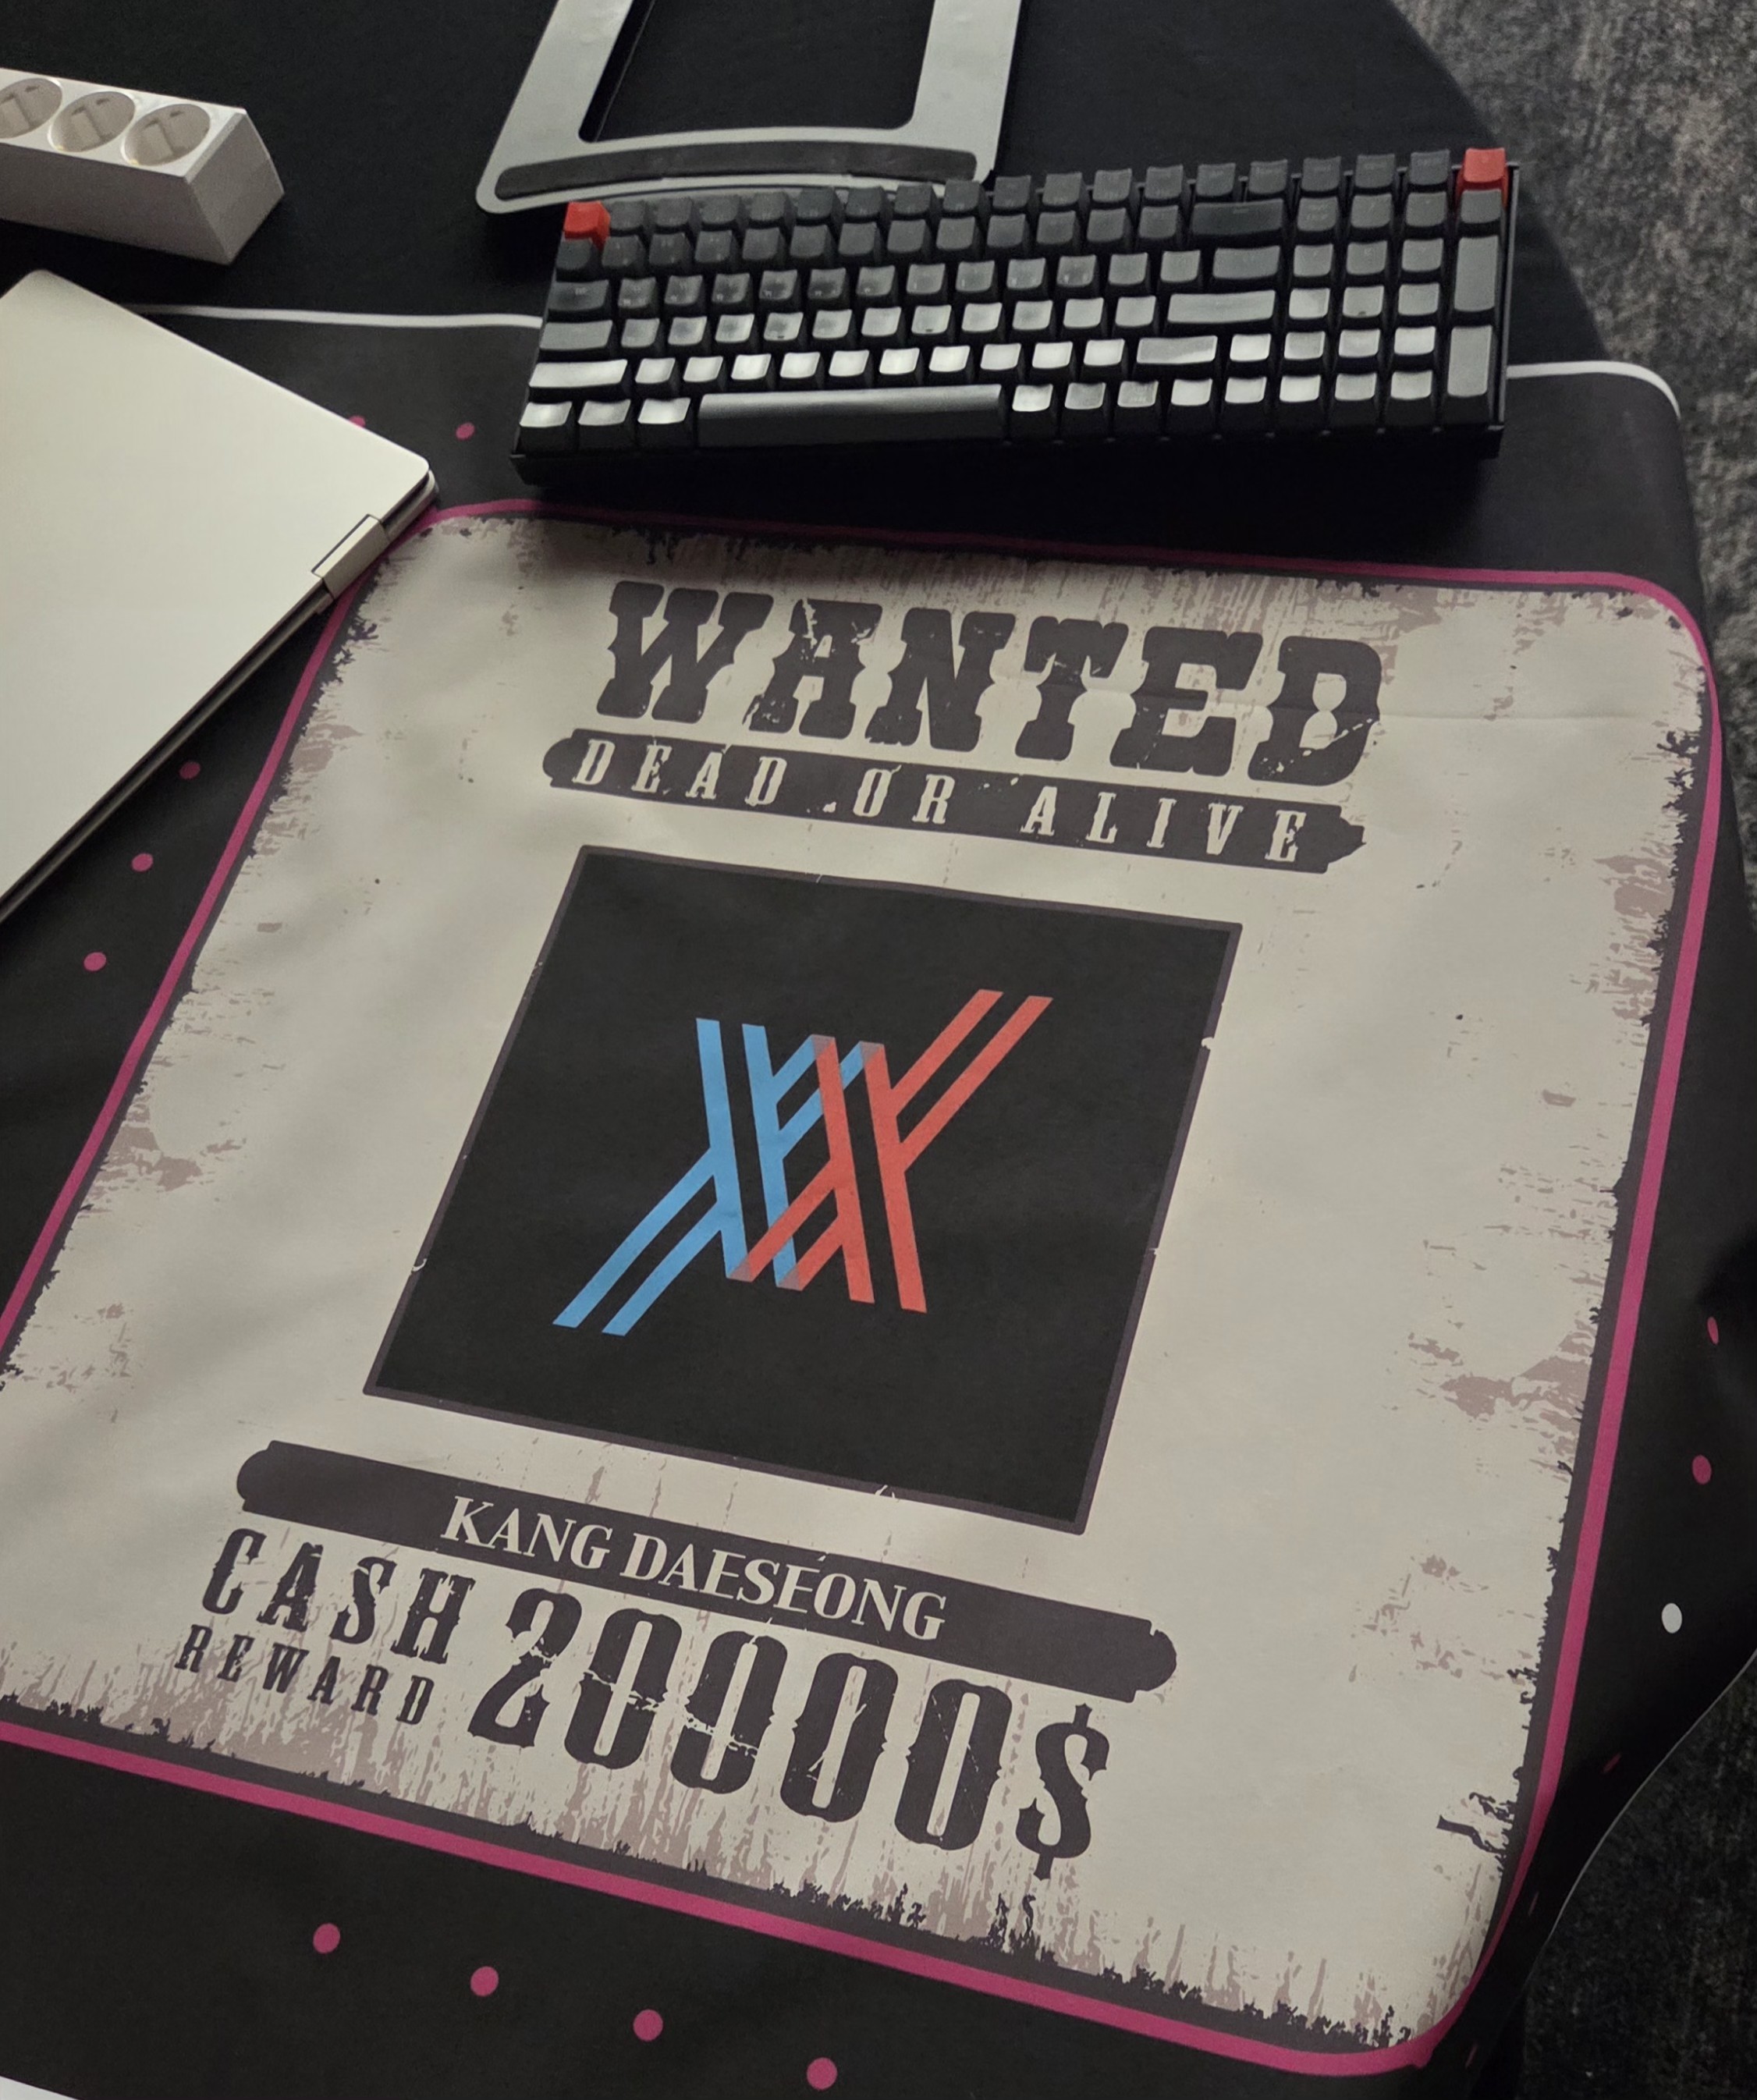 WANTED
DEAD OR ALIVE
KANG DAESEONG
CASH
REWARD
20000$